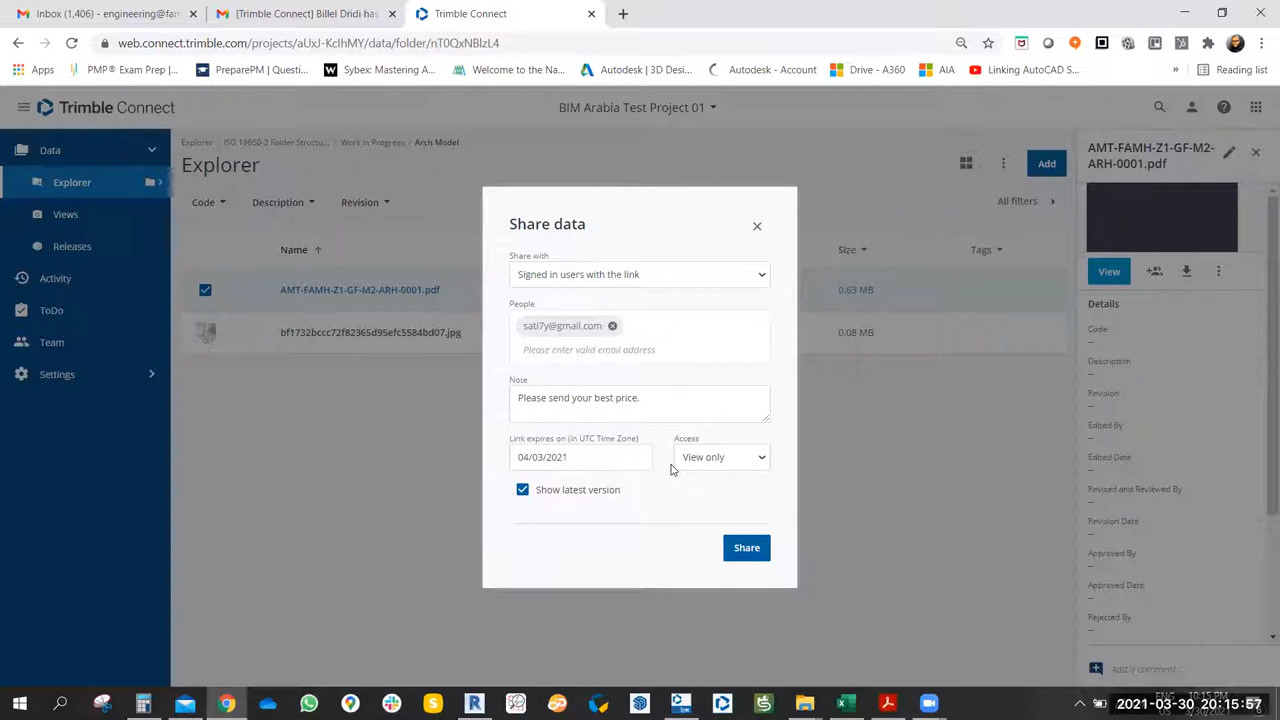 Inbox (1,406) - engineering@fam
[Trimble Connect] Billel Dridi has
Trimble Connect
web.connect.trimble.com/projects/aUxJ-KcIhMY/data/folder/nT0QxNBlzL4
Apps
PMP® Exam Prep |...
PreparePM | Questi...
Sybex: Mastering A...
Welcome to the Na...
Autodesk | 3D Desi...
Autodesk - Account
Drive - A360
AIA
Linking AutoCAD S...
»
Reading list
Trimble Connect
BIM Arabia Test Project 01
Data
Explorer
Views
Releases
Activity
ToDo
Team
Settings
Explorer
ISO 19650-2 Folder Structu...
Work in Progress
Arch Model
Explorer
Add
Code
Description
Revision
All filters
Name
Size
Tags
AMT-FAMH-Z1-GF-M2-ARH-0001.pdf
0.63 MB
bf1732bccc72f82365d95efc5584bd07.jpg
0.08 MB
Share data
Share with
Signed in users with the link
People
sati7y@gmail.com
Please enter valid email address
Note
Please send your best price.
Link expires on (in UTC Time Zone)
Access
04/03/2021
View only
Show latest version
Share
AMT-FAMH-Z1-GF-M2-
ARH-0001.pdf
View
Details
Code
--
Description
--
Revision
--
Edited By
--
Edited Date
--
Revised and Reviewed By
--
Revision Date
--
Approved By
--
Approved Date
--
Rejected By
--
Add a comment...
ENG 10:15 PM
2021-03-30 20:15:57